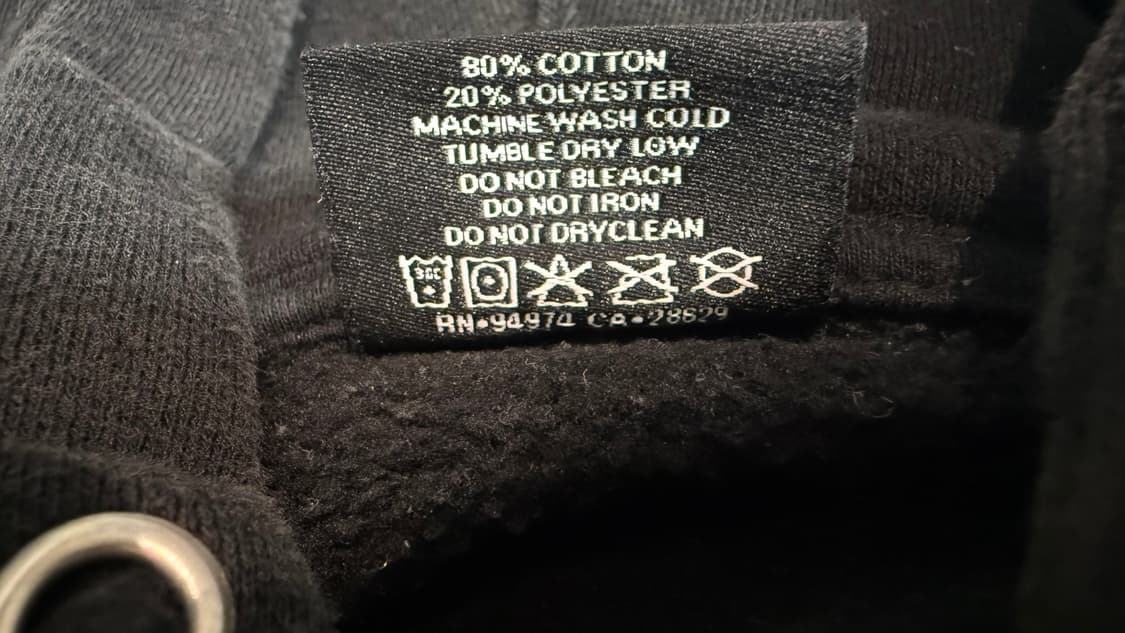 80% COTTON
20% POLYESTER
MACHINE WASH COLD
TUMBLE DRY LOW
DO NOT BLEACH
DO NOT IRON
DO NOT DRYCLEAN
30C
RN•94974 CA•28629